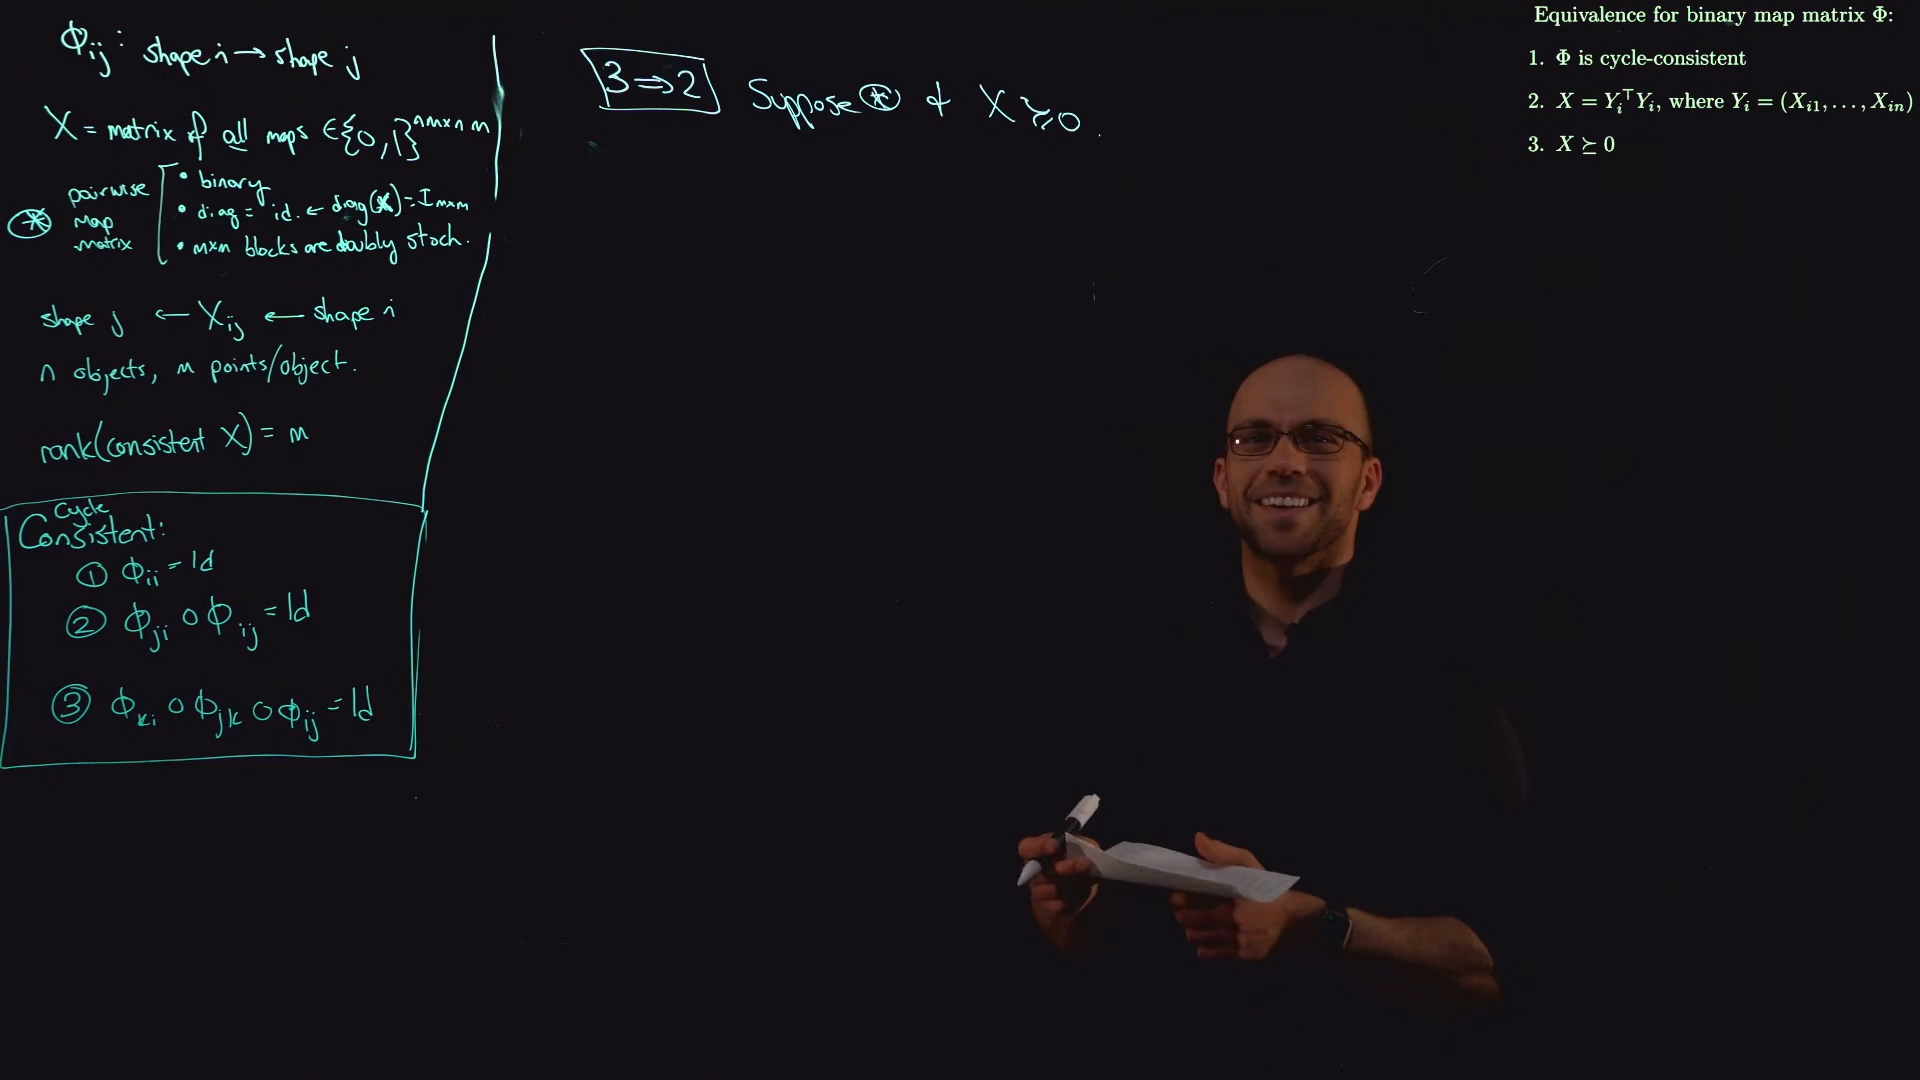 Φij : shape i → shape j
X = matrix of all maps ∈ {0,1}^{nm×nm}
⊛ pairwise map matrix
• binary
• diag = id. ← diag(X) = I m×m
• m×m blocks are doubly stoch.
shape j ← Xij ← shape i
n objects, m points/object.
rank(consistent X) = m
Cycle
Consistent:
① Φii = Id
② Φji ∘ Φij = Id
③ Φki ∘ Φjk ∘ Φij = Id
3 ⇒ 2 Suppose ⊛ & X ⪰ 0.
Equivalence for binary map matrix Φ:
1. Φ is cycle-consistent
2. X = Yi⊤Yi, where Yi = (Xi1, . . . , Xin)
3. X ⪰ 0